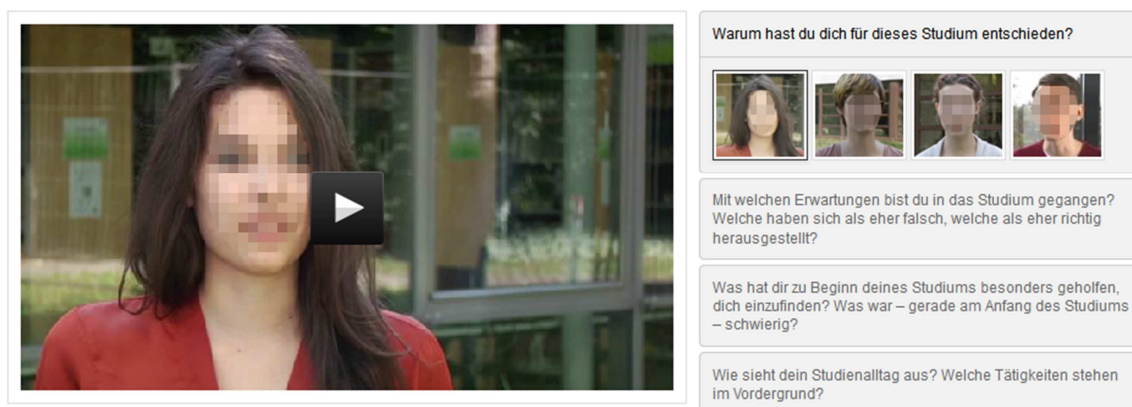 Warum hast du dich für dieses Studium entschieden?
Mit welchen Erwartungen bist du in das Studium gegangen?
Welche haben sich als eher falsch, welche als eher richtig
herausgestellt?
Was hat dir zu Beginn deines Studiums besonders geholfen,
dich einzufinden? Was war – gerade am Anfang des Studiums
– schwierig?
Wie sieht dein Studienalltag aus? Welche Tätigkeiten stehen
im Vordergrund?